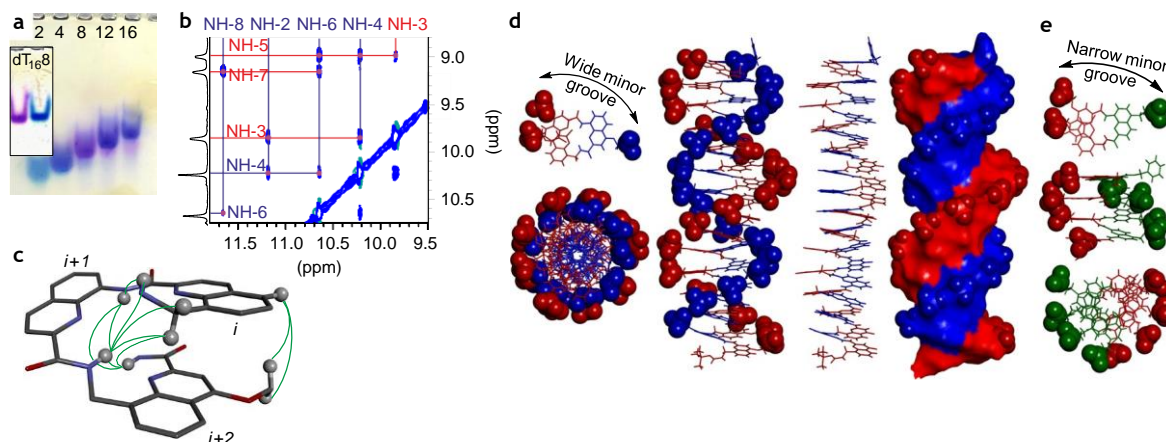 a
2 4 8 12 16
dT16 8
b
NH-8 NH-2 NH-6 NH-4 NH-3
NH-5
NH-7
NH-3
NH-4
NH-6
9.0
9.5
10.0
10.5
(ppm)
11.5 11.0 10.5 10.0 9.5
(ppm)
c
i+1
i
i+2
d
Wide minor
groove
e
Narrow minor
groove